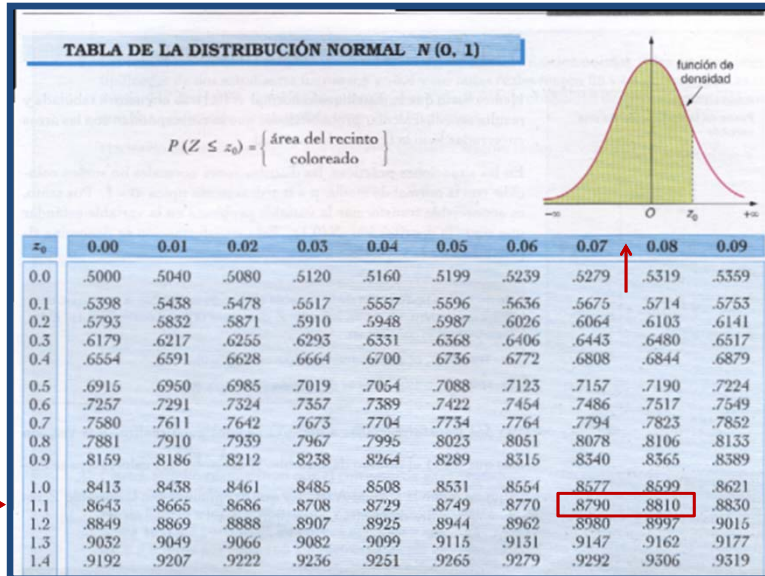 TABLA DE LA DISTRIBUCIÓN NORMAL N (0, 1)
función de
densidad
P (Z ≤ z₀) = { área del recinto
coloreado }
−∞ O z₀ +∞
z₀ 0.00 0.01 0.02 0.03 0.04 0.05 0.06 0.07 0.08 0.09
0.0 .5000 .5040 .5080 .5120 .5160 .5199 .5239 .5279 .5319 .5359
0.1 .5398 .5438 .5478 .5517 .5557 .5596 .5636 .5675 .5714 .5753
0.2 .5793 .5832 .5871 .5910 .5948 .5987 .6026 .6064 .6103 .6141
0.3 .6179 .6217 .6255 .6293 .6331 .6368 .6406 .6443 .6480 .6517
0.4 .6554 .6591 .6628 .6664 .6700 .6736 .6772 .6808 .6844 .6879
0.5 .6915 .6950 .6985 .7019 .7054 .7088 .7123 .7157 .7190 .7224
0.6 .7257 .7291 .7324 .7357 .7389 .7422 .7454 .7486 .7517 .7549
0.7 .7580 .7611 .7642 .7673 .7704 .7734 .7764 .7794 .7823 .7852
0.8 .7881 .7910 .7939 .7967 .7995 .8023 .8051 .8078 .8106 .8133
0.9 .8159 .8186 .8212 .8238 .8264 .8289 .8315 .8340 .8365 .8389
1.0 .8413 .8438 .8461 .8485 .8508 .8531 .8554 .8577 .8599 .8621
1.1 .8643 .8665 .8686 .8708 .8729 .8749 .8770 .8790 .8810 .8830
1.2 .8849 .8869 .8888 .8907 .8925 .8944 .8962 .8980 .8997 .9015
1.3 .9032 .9049 .9066 .9082 .9099 .9115 .9131 .9147 .9162 .9177
1.4 .9192 .9207 .9222 .9236 .9251 .9265 .9279 .9292 .9306 .9319